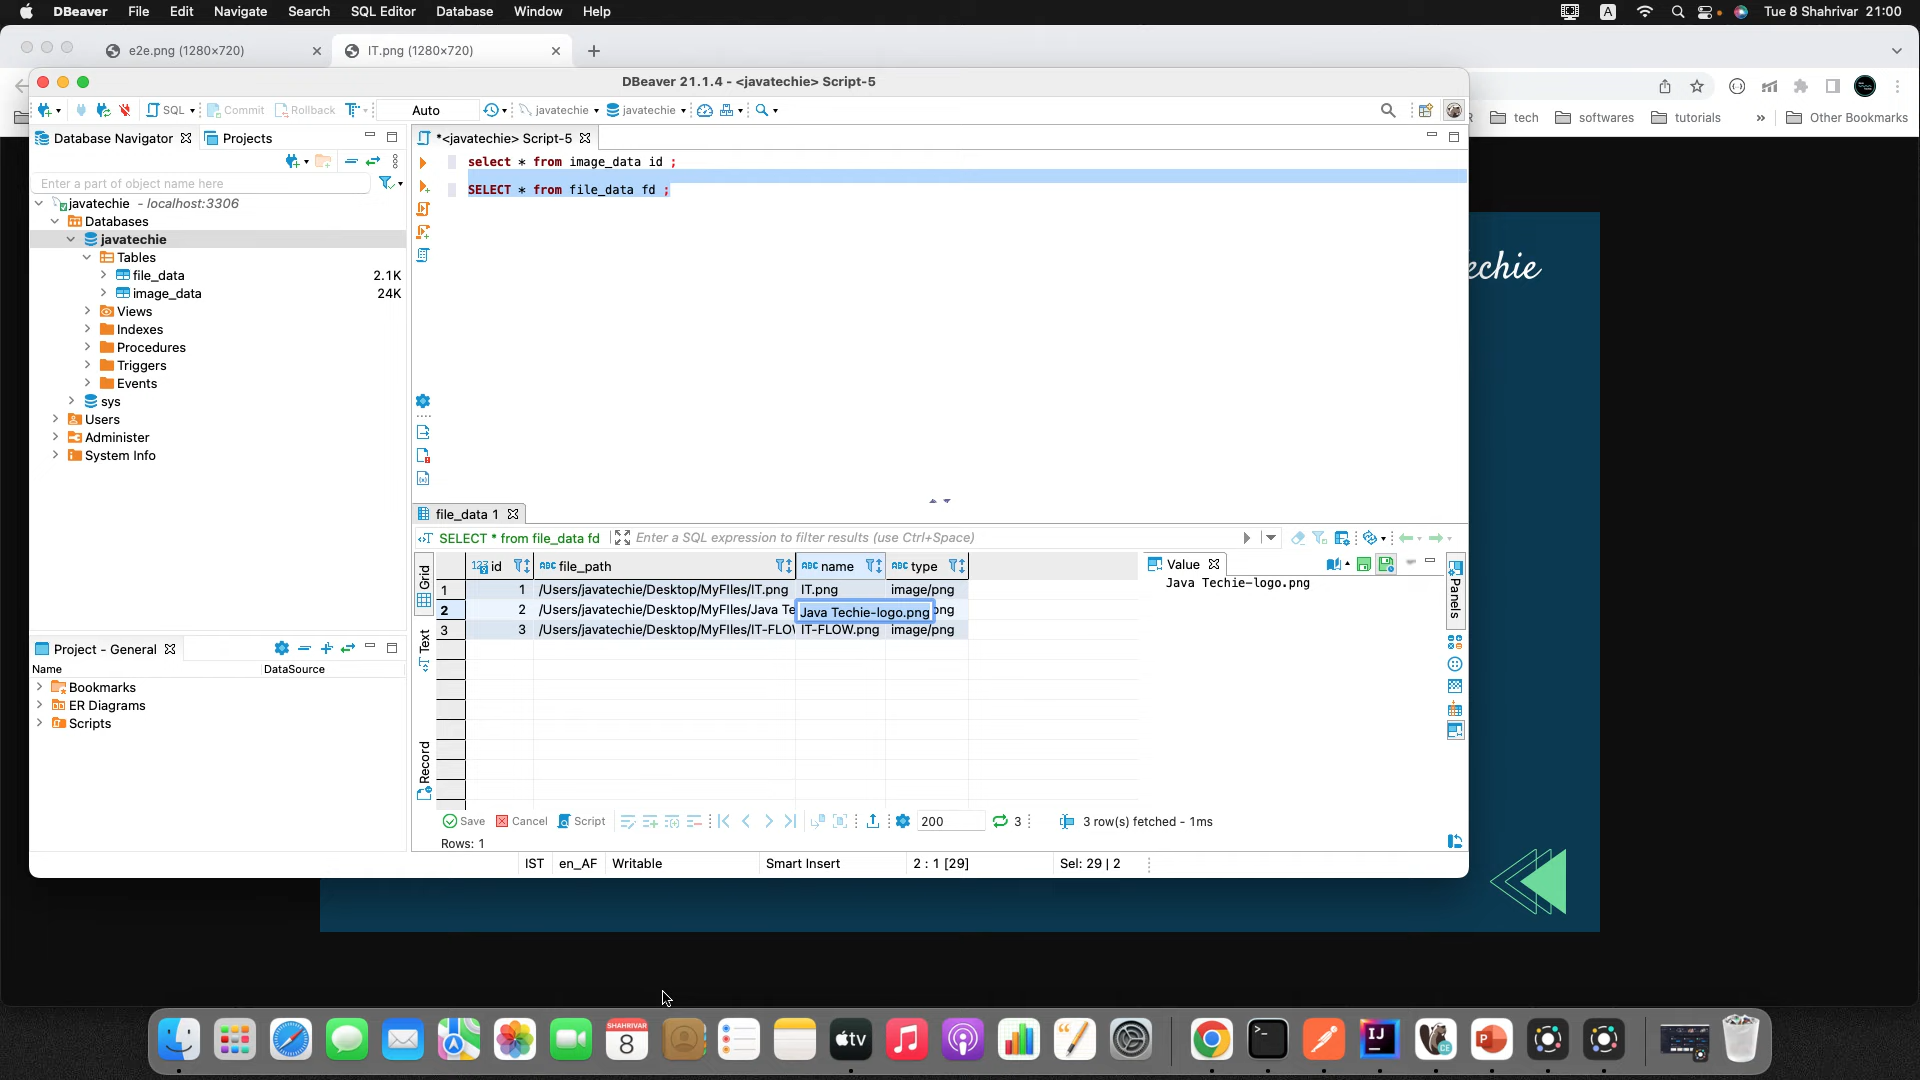 DBeaver File Edit Navigate Search SQL Editor Database Window Help
A Tue 8 Shahrivar 21:00
e2e.png (1280×720)
IT.png (1280×720)
DBeaver 21.1.4 - <javatechie> Script-5
SQL Commit Rollback Auto javatechie javatechie
tech softwares tutorials » Other Bookmarks
Database Navigator Projects
Enter a part of object name here
javatechie - localhost:3306
Databases
javatechie
Tables
file_data 2.1K
image_data 24K
Views
Indexes
Procedures
Triggers
Events
sys
Users
Administer
System Info
*<javatechie> Script-5
select * from image_data id ;
SELECT * from file_data fd ;
echie
file_data 1
SELECT * from file_data fd Enter a SQL expression to filter results (use Ctrl+Space)
Grid
Text
Record
123 id ABC file_path ABC name ABC type
1 1 /Users/javatechie/Desktop/MyFIles/IT.png IT.png image/png
2 2 /Users/javatechie/Desktop/MyFIles/Java Te Java Techie-logo.png png
3 3 /Users/javatechie/Desktop/MyFIles/IT-FLO IT-FLOW.png image/png
Value
Java Techie-logo.png
Panels
Save Cancel Script 200 3 3 row(s) fetched - 1ms
Rows: 1
IST en_AF Writable Smart Insert 2 : 1 [29] Sel: 29 | 2
Project - General
Name DataSource
Bookmarks
ER Diagrams
Scripts
SHAHRIVAR
8
tv
IJ
CE
P